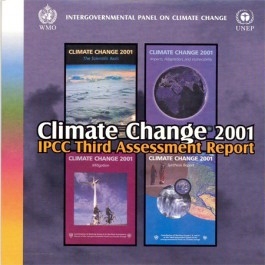 INTERGOVERNMENTAL PANEL ON CLIMATE CHANGE
WMO
UNEP
CLIMATE CHANGE 2001
The Scientific Basis
CLIMATE CHANGE 2001
Impacts, Adaptation, and Vulnerability
Climate Change 2001
IPCC Third Assessment Report
CLIMATE CHANGE 2001
Mitigation
CLIMATE CHANGE 2001
Synthesis Report